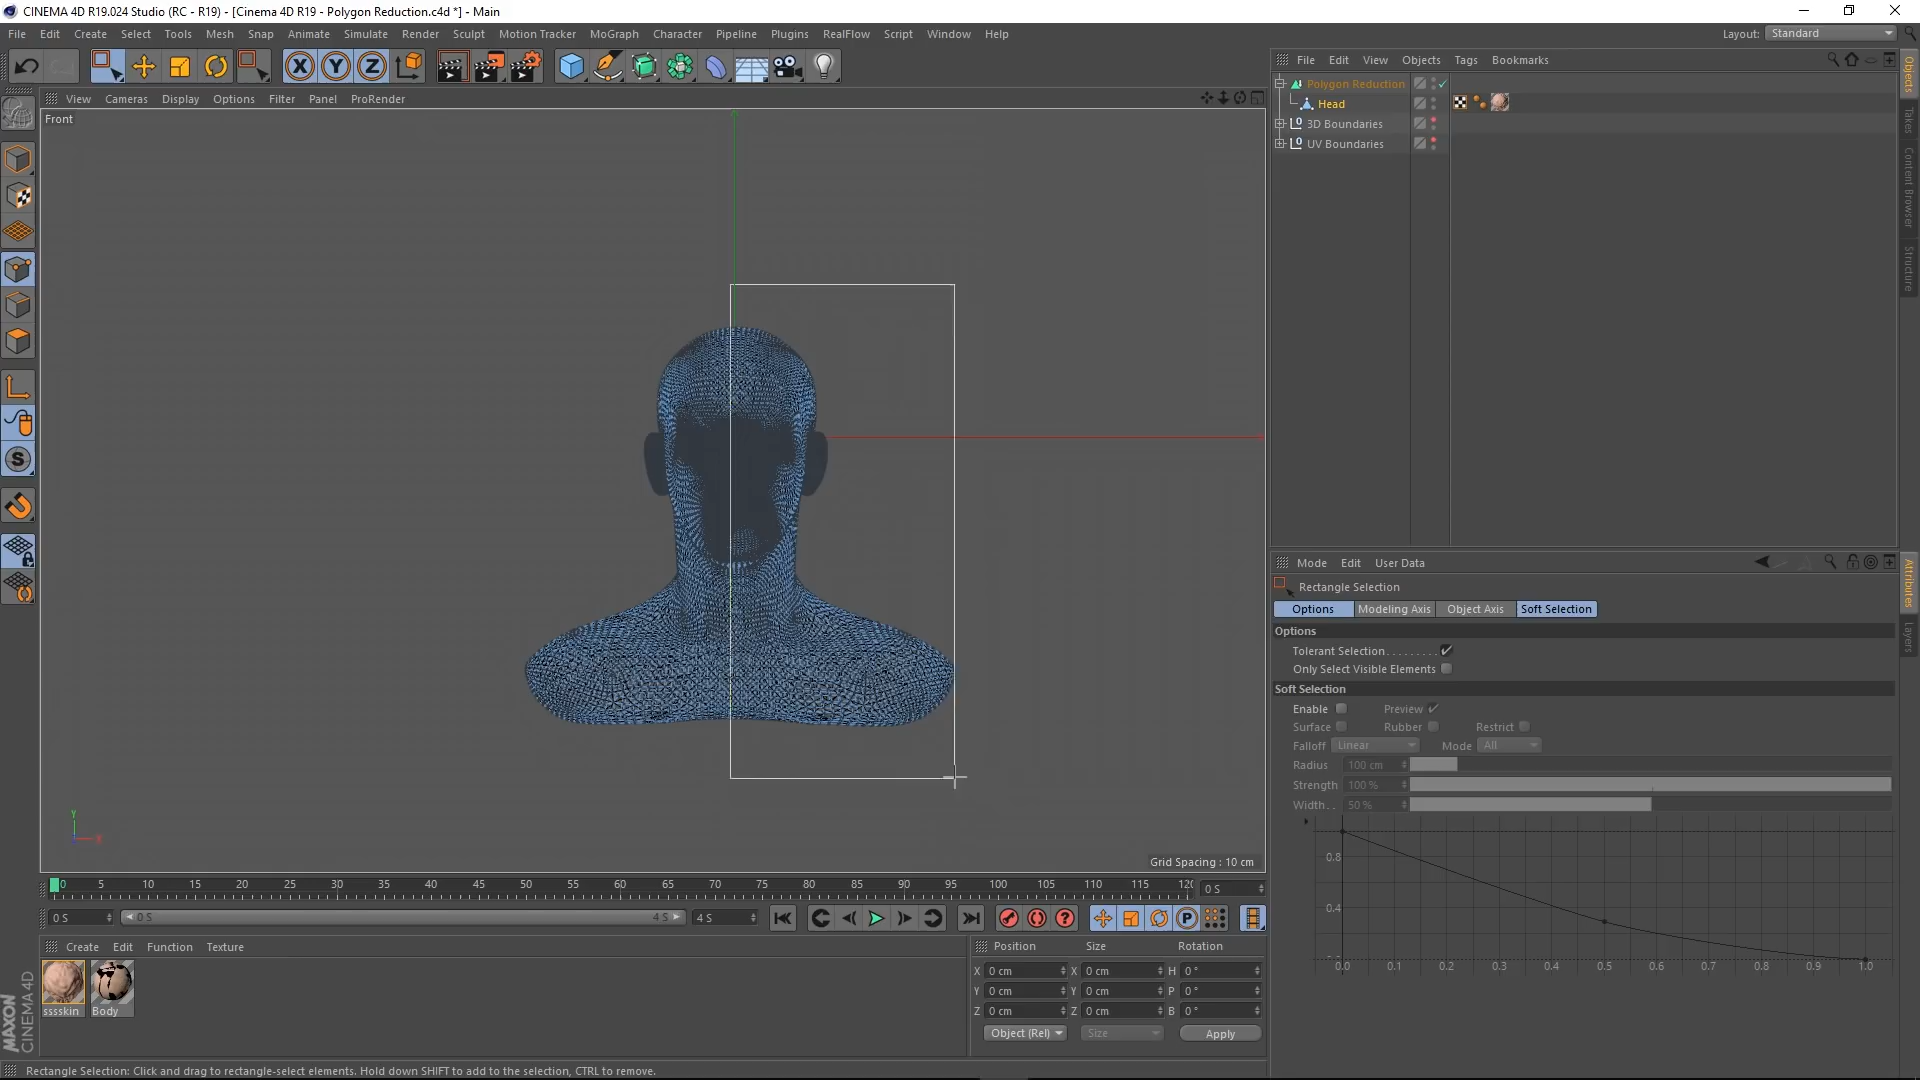 CINEMA 4D R19.024 Studio (RC - R19) - [Cinema 4D R19 - Polygon Reduction.c4d *] - Main
File Edit Create Select Tools Mesh Snap Animate Simulate Render Sculpt Motion Tracker MoGraph Character Pipeline Plugins RealFlow Script Window Help
Layout: Standard
X Y Z
View Cameras Display Options Filter Panel ProRender
Front
Y
X
Grid Spacing : 10 cm
S
File Edit View Objects Tags Bookmarks
Polygon Reduction
Head
3D Boundaries
UV Boundaries
Objects
Takes
Content Browser
Structure
Mode Edit User Data
Rectangle Selection
Options Modeling Axis Object Axis Soft Selection
Options
Tolerant Selection . . . . . . . . .
Only Select Visible Elements
Soft Selection
Enable Preview
Surface Rubber Restrict
Falloff Linear Mode All
Radius 100 cm
Strength 100 %
Width . . 50 %
0.8
0.4
0.0 0.1 0.2 0.3 0.4 0.5 0.6 0.7 0.8 0.9 1.0
Attributes
Layers
0 5 10 15 20 25 30 35 40 45 50 55 60 65 70 75 80 85 90 95 100 105 110 115 120
0 S
0 S 0 S 4 S 4 S
P
Create Edit Function Texture
sssskin Body
Position Size Rotation
X 0 cm X 0 cm H 0 °
Y 0 cm Y 0 cm P 0 °
Z 0 cm Z 0 cm B 0 °
Object (Rel) Size Apply
MAXON
CINEMA 4D
Rectangle Selection: Click and drag to rectangle-select elements. Hold down SHIFT to add to the selection, CTRL to remove.